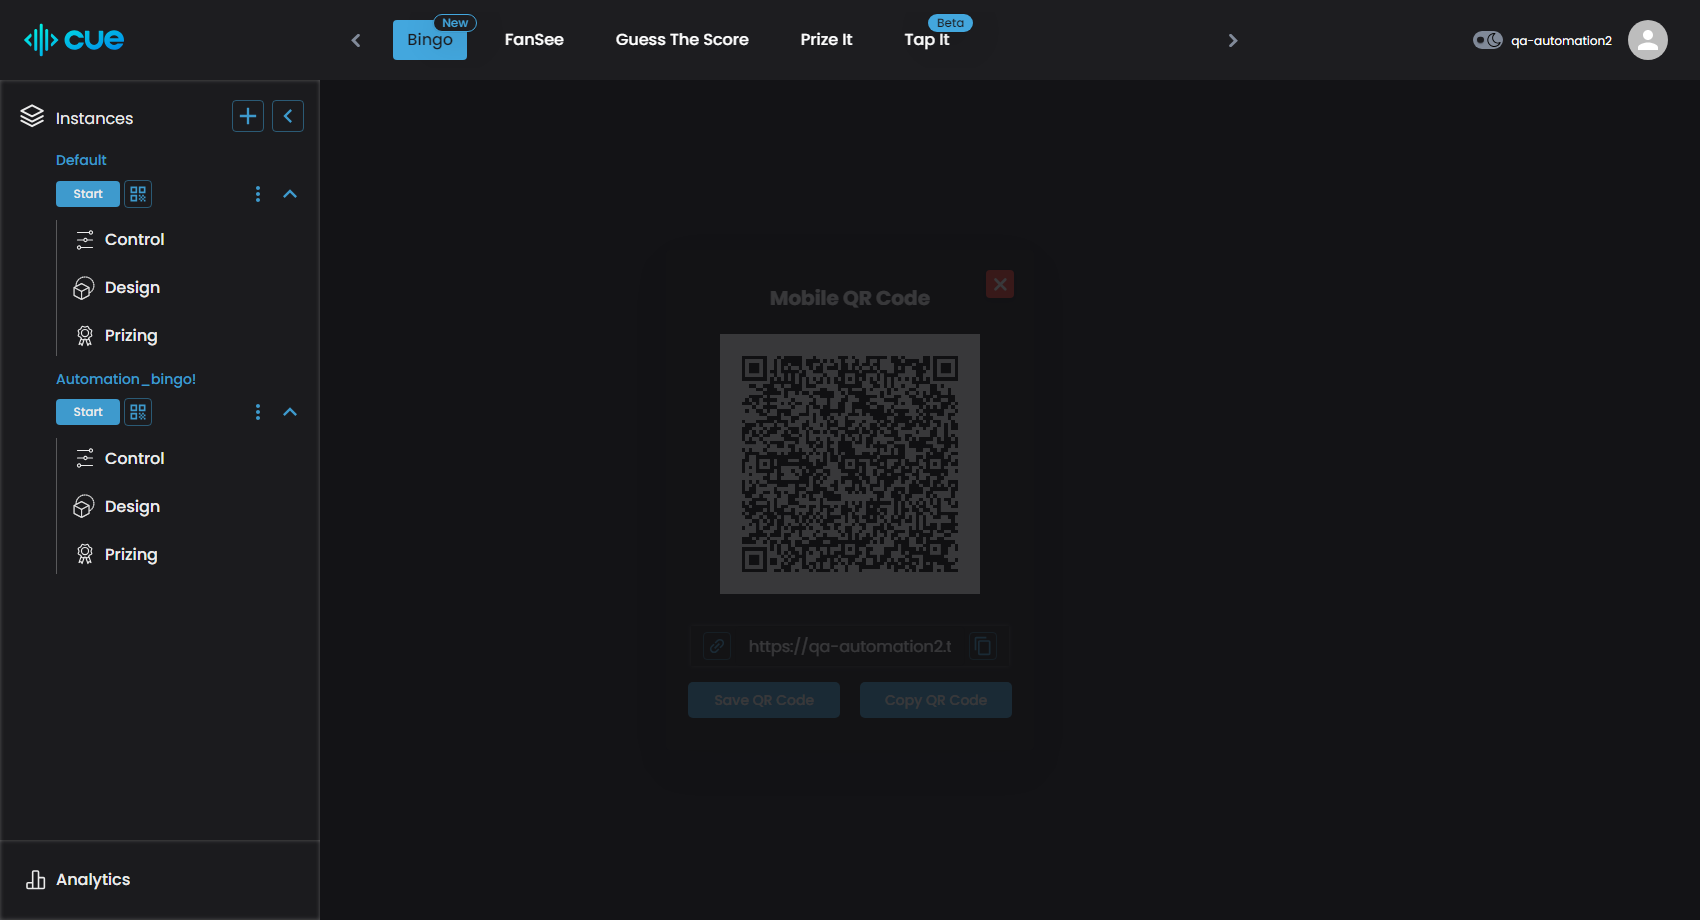 cue
Bingo
New
FanSee
Guess The Score
Prize It
Tap It
Beta
qa-automation2
Instances
Default
Start
Control
Design
Prizing
Automation_bingo!
Start
Control
Design
Prizing
Analytics
Mobile QR Code
https://qa-automation2.t
Save QR Code
Copy QR Code